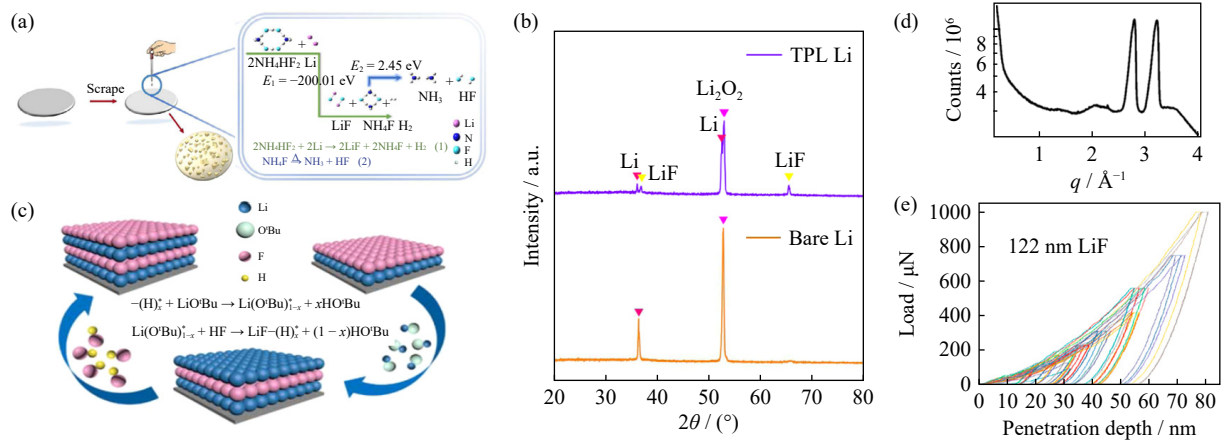 (a)
Scrape
2NH₄HF₂ Li
E₁ = −200.01 eV
E₂ = 2.45 eV
NH₃ HF
LiF NH₄F H₂
Li
N
F
H
2NH₄HF₂ + 2Li → 2LiF + 2NH₄F + H₂ (1)
NH₄F ≜ NH₃ + HF (2)
(b)
TPL Li
Li₂O₂
Li
Li
LiF
LiF
Bare Li
Intensity / a.u.
20 30 40 50 60 70 80
2θ / (°)
(c)
Li
OᵗBu
F
H
−(H)ₓ* + LiOᵗBu → Li(OᵗBu)*₁₋ₓ + xHOᵗBu
Li(OᵗBu)*₁₋ₓ + HF → LiF−(H)ₓ* + (1 − x)HOᵗBu
(d)
Counts / 10⁶
8
6
4
1 2 3 4
q / Å⁻¹
(e)
122 nm LiF
Load / μN
1000
800
600
400
200
0
0 10 20 30 40 50 60 70 80
Penetration depth / nm